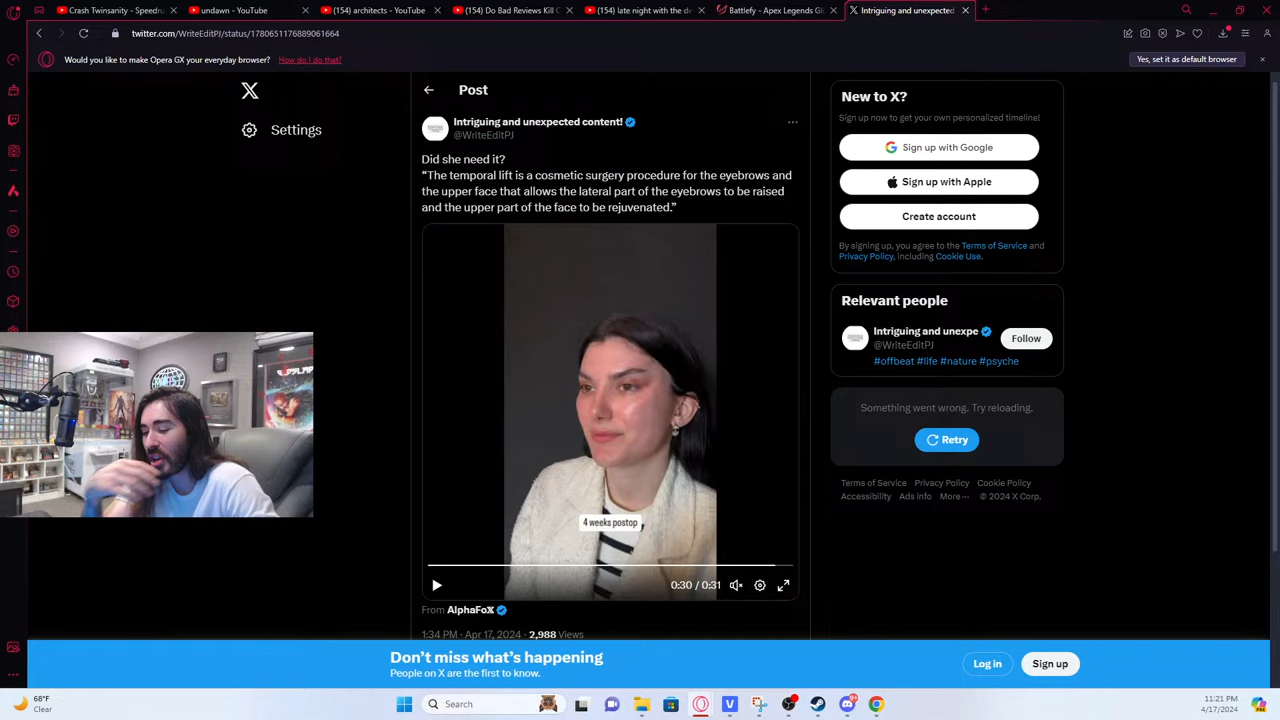 Crash Twinsanity - Speedru
undawn - YouTube
(154) architects - YouTube
(154) Do Bad Reviews Kill C
(154) late night with the de
Battlefy - Apex Legends Gl
Intriguing and unexpected
twitter.com/WriteEditPJ/status/1780651176889061664
Would you like to make Opera GX your everyday browser? How do I do that?
Yes, set it as default browser
Settings
Post
Intriguing and unexpected content!
@WriteEditPJ
Did she need it?
“The temporal lift is a cosmetic surgery procedure for the eyebrows and
the upper face that allows the lateral part of the eyebrows to be raised
and the upper part of the face to be rejuvenated.”
4 weeks postop
0:30 / 0:31
From AlphaFoX
1:34 PM · Apr 17, 2024 · 2,988 Views
New to X?
Sign up now to get your own personalized timeline!
Sign up with Google
Sign up with Apple
Create account
By signing up, you agree to the Terms of Service and
Privacy Policy, including Cookie Use.
Relevant people
Intriguing and unexpe
@WriteEditPJ
Follow
#offbeat #life #nature #psyche
Something went wrong. Try reloading.
Retry
Terms of Service Privacy Policy Cookie Policy
Accessibility Ads info More ··· © 2024 X Corp.
Don’t miss what’s happening
People on X are the first to know.
Log in
Sign up
68°F
Clear
Search
11:21 PM
4/17/2024